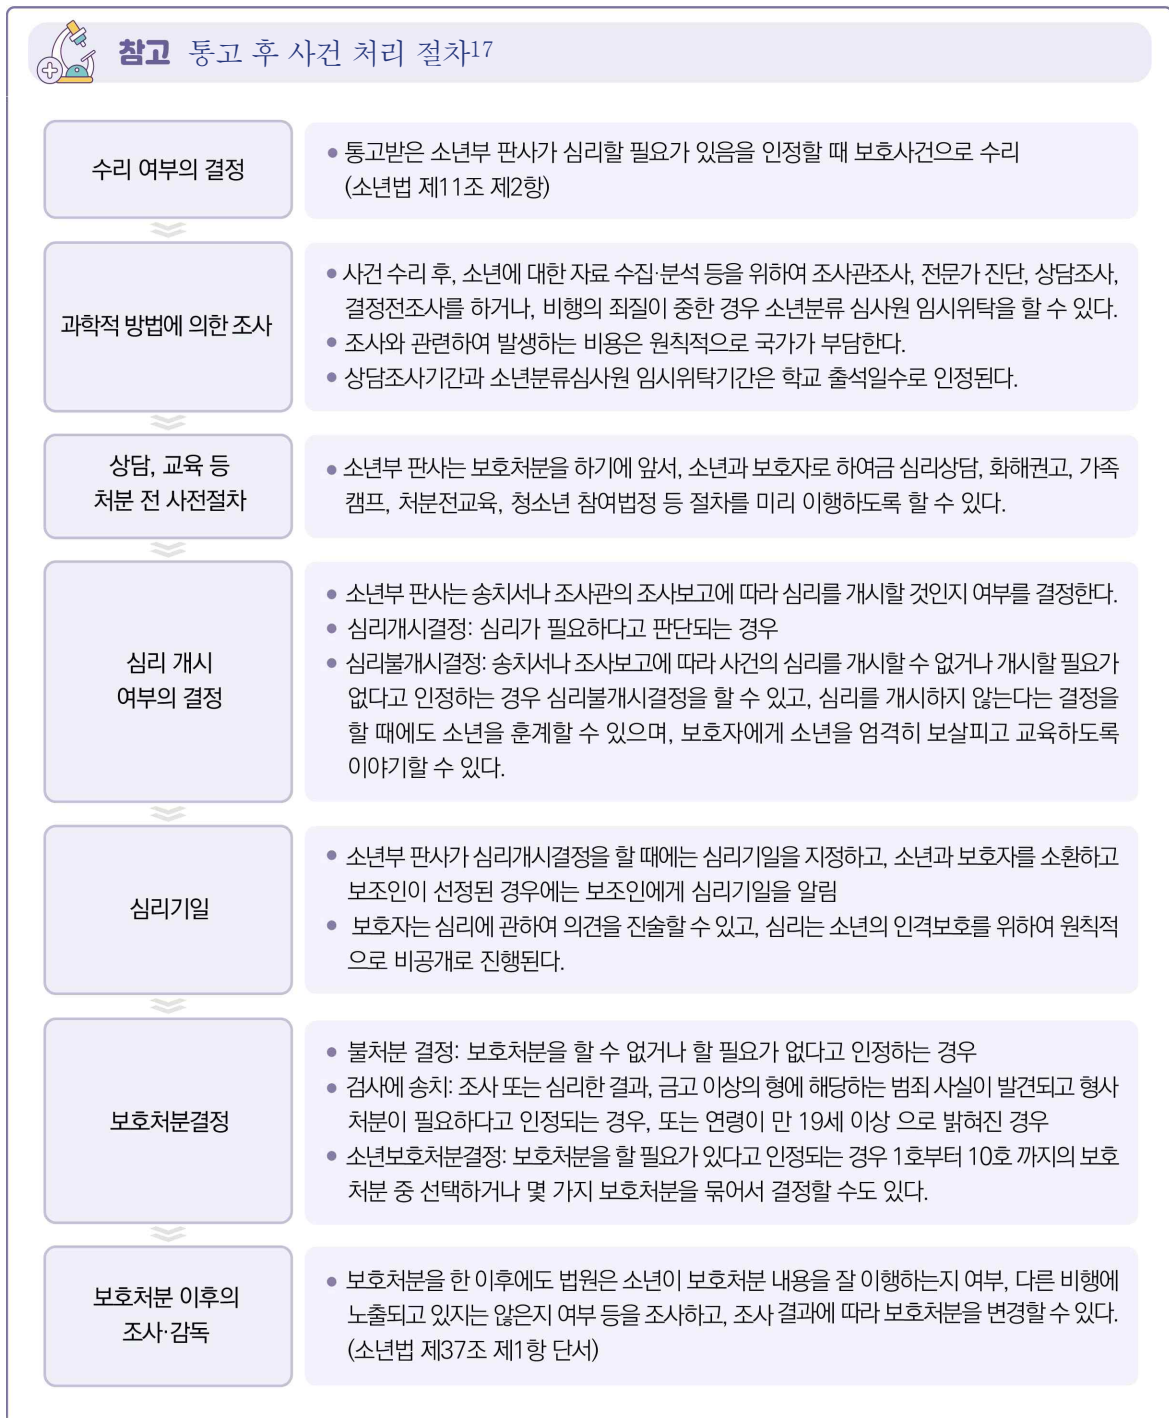 참고 통고 후 사건 처리 절차17
수리 여부의 결정
• 통고받은 소년부 판사가 심리할 필요가 있음을 인정할 때 보호사건으로 수리
(소년법 제11조 제2항)
과학적 방법에 의한 조사
• 사건 수리 후, 소년에 대한 자료 수집·분석 등을 위하여 조사관조사, 전문가 진단, 상담조사,
결정전조사를 하거나, 비행의 죄질이 중한 경우 소년분류 심사원 임시위탁을 할 수 있다.
• 조사와 관련하여 발생하는 비용은 원칙적으로 국가가 부담한다.
• 상담조사기간과 소년분류심사원 임시위탁기간은 학교 출석일수로 인정된다.
상담, 교육 등
처분 전 사전절차
• 소년부 판사는 보호처분을 하기에 앞서, 소년과 보호자로 하여금 심리상담, 화해권고, 가족
캠프, 처분전교육, 청소년 참여법정 등 절차를 미리 이행하도록 할 수 있다.
심리 개시
여부의 결정
• 소년부 판사는 송치서나 조사관의 조사보고에 따라 심리를 개시할 것인지 여부를 결정한다.
• 심리개시결정: 심리가 필요하다고 판단되는 경우
• 심리불개시결정: 송치서나 조사보고에 따라 사건의 심리를 개시할 수 없거나 개시할 필요가
없다고 인정하는 경우 심리불개시결정을 할 수 있고, 심리를 개시하지 않는다는 결정을
할 때에도 소년을 훈계할 수 있으며, 보호자에게 소년을 엄격히 보살피고 교육하도록
이야기할 수 있다.
심리기일
• 소년부 판사가 심리개시결정을 할 때에는 심리기일을 지정하고, 소년과 보호자를 소환하고
보조인이 선정된 경우에는 보조인에게 심리기일을 알림
• 보호자는 심리에 관하여 의견을 진술할 수 있고, 심리는 소년의 인격보호를 위하여 원칙적
으로 비공개로 진행된다.
보호처분결정
• 불처분 결정: 보호처분을 할 수 없거나 할 필요가 없다고 인정하는 경우
• 검사에 송치: 조사 또는 심리한 결과, 금고 이상의 형에 해당하는 범죄 사실이 발견되고 형사
처분이 필요하다고 인정되는 경우, 또는 연령이 만 19세 이상 으로 밝혀진 경우
• 소년보호처분결정: 보호처분을 할 필요가 있다고 인정되는 경우 1호부터 10호 까지의 보호
처분 중 선택하거나 몇 가지 보호처분을 묶어서 결정할 수도 있다.
보호처분 이후의
조사·감독
• 보호처분을 한 이후에도 법원은 소년이 보호처분 내용을 잘 이행하는지 여부, 다른 비행에
노출되고 있지는 않은지 여부 등을 조사하고, 조사 결과에 따라 보호처분을 변경할 수 있다.
(소년법 제37조 제1항 단서)